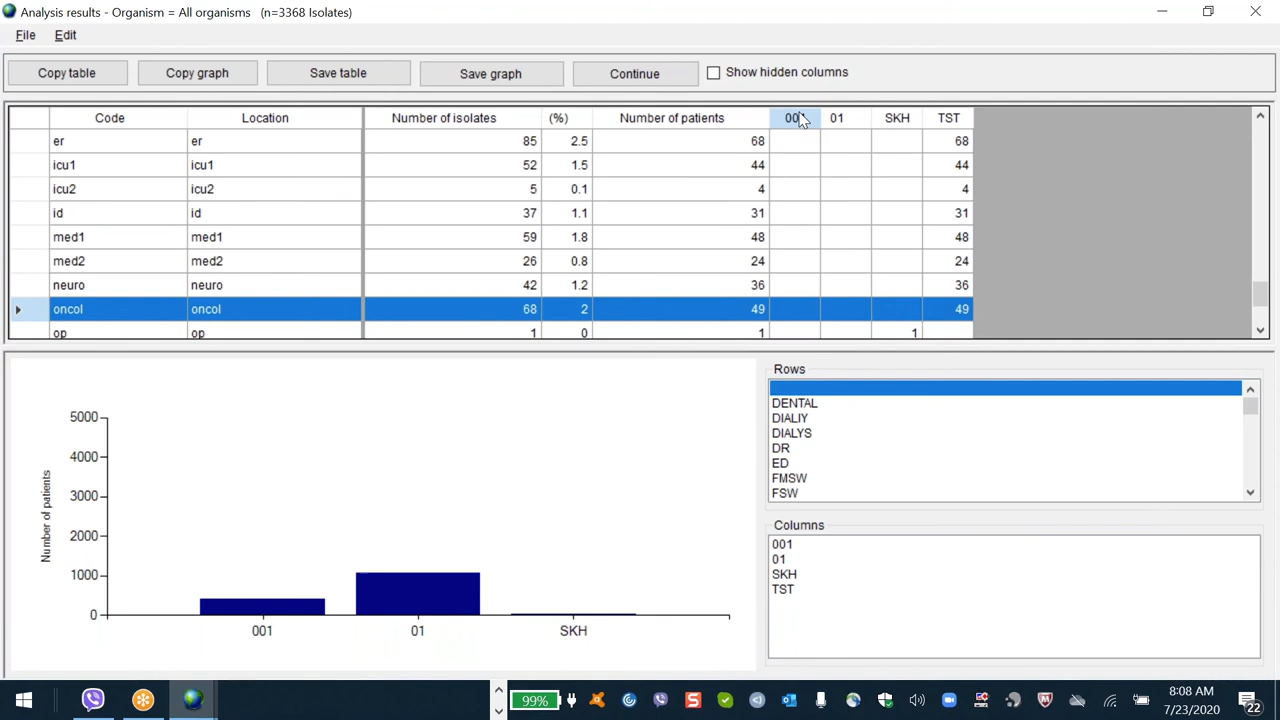 Analysis results - Organism = All organisms (n=3368 Isolates)
File Edit
Copy table Copy graph Save table Save graph Continue Show hidden columns
Code Location Number of isolates (%) Number of patients 001 01 SKH TST
er er 85 2.5 68 68
icu1 icu1 52 1.5 44 44
icu2 icu2 5 0.1 4 4
id id 37 1.1 31 31
med1 med1 59 1.8 48 48
med2 med2 26 0.8 24 24
neuro neuro 42 1.2 36 36
oncol oncol 68 2 49 49
op op 1 0 1 1
Number of patients
5000
4000
3000
2000
1000
0
001 01 SKH
Rows
DENTAL
DIALIY
DIALYS
DR
ED
FMSW
FSW
Columns
001
01
SKH
TST
99%
8:08 AM
7/23/2020
22